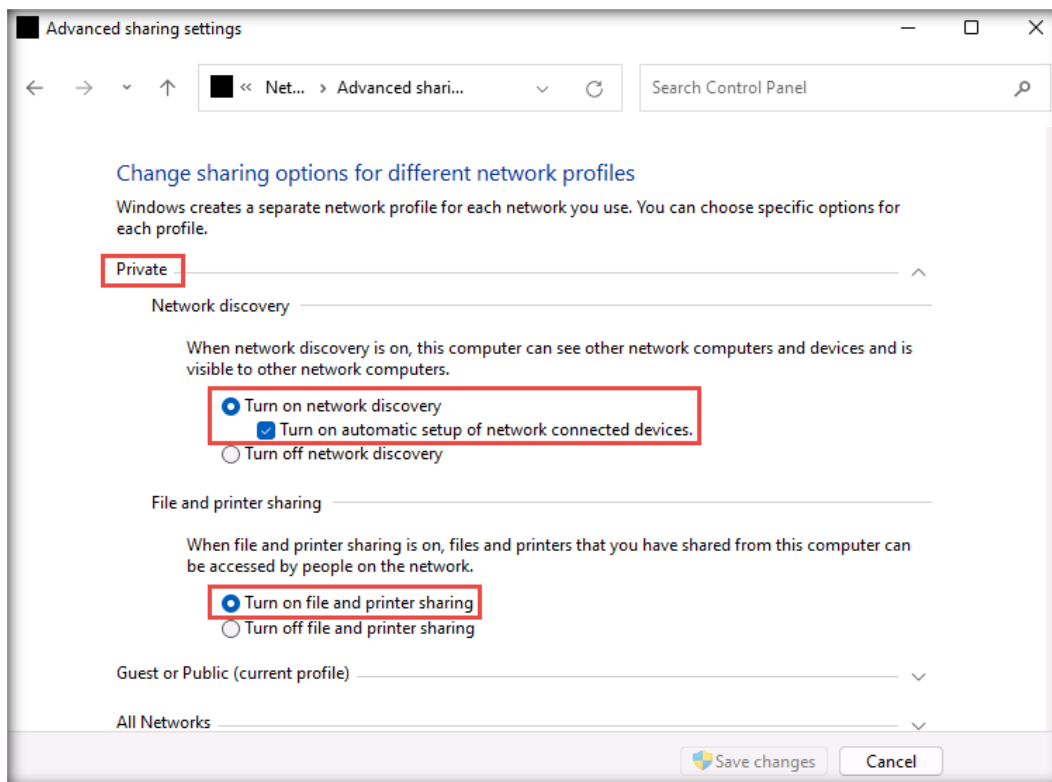 Advanced sharing settings
« Net... > Advanced shari...
Search Control Panel
Change sharing options for different network profiles
Windows creates a separate network profile for each network you use. You can choose specific options for
each profile.
Private
Network discovery
When network discovery is on, this computer can see other network computers and devices and is
visible to other network computers.
Turn on network discovery
Turn on automatic setup of network connected devices.
Turn off network discovery
File and printer sharing
When file and printer sharing is on, files and printers that you have shared from this computer can
be accessed by people on the network.
Turn on file and printer sharing
Turn off file and printer sharing
Guest or Public (current profile)
All Networks
Save changes
Cancel